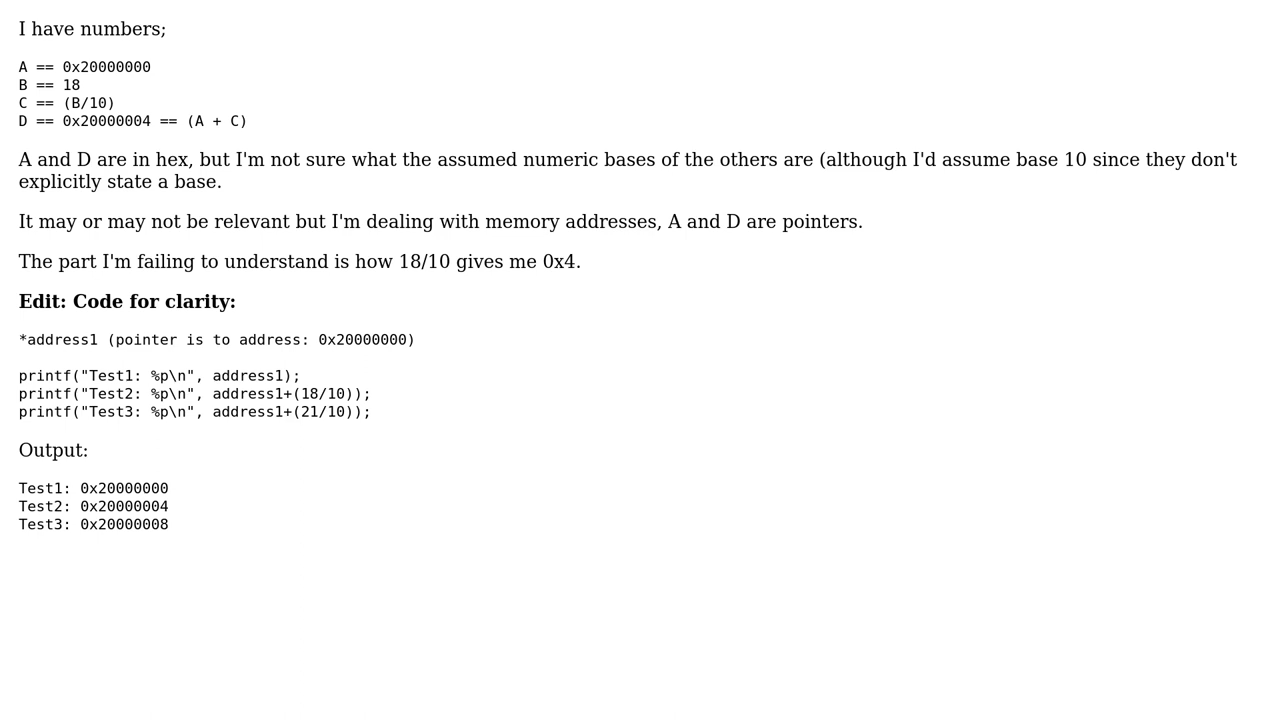 I have numbers;
A == 0x20000000
B == 18
C == (B/10)
D == 0x20000004 == (A + C)
A and D are in hex, but I'm not sure what the assumed numeric bases of the others are (although I'd assume base 10 since they don't
explicitly state a base.
It may or may not be relevant but I'm dealing with memory addresses, A and D are pointers.
The part I'm failing to understand is how 18/10 gives me 0x4.
Edit: Code for clarity:
*address1 (pointer is to address: 0x20000000)
printf("Test1: %p\n", address1);
printf("Test2: %p\n", address1+(18/10));
printf("Test3: %p\n", address1+(21/10));
Output:
Test1: 0x20000000
Test2: 0x20000004
Test3: 0x20000008